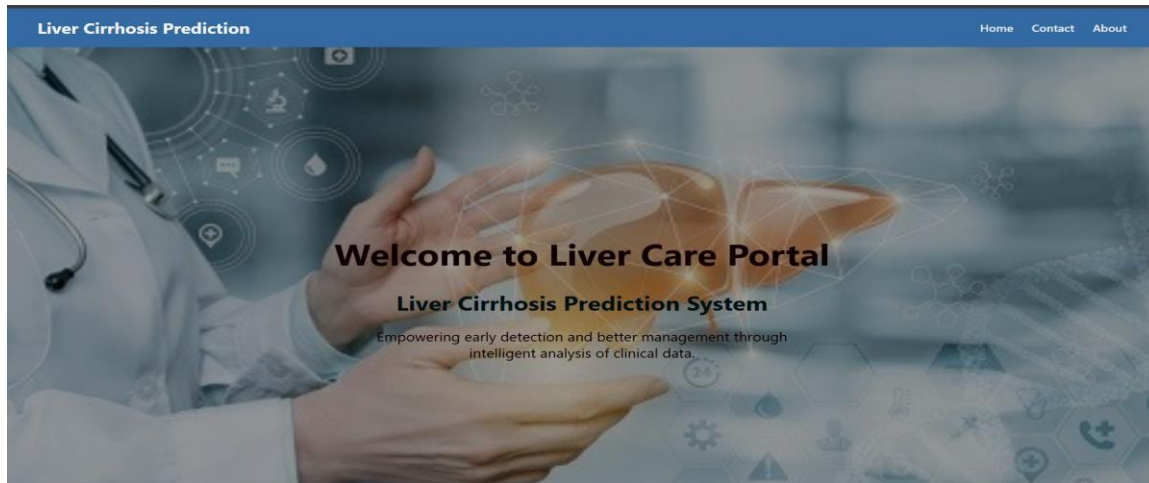 Liver Cirrhosis Prediction
Home Contact About
Welcome to Liver Care Portal
Liver Cirrhosis Prediction System
Empowering early detection and better management through
intelligent analysis of clinical data.
24